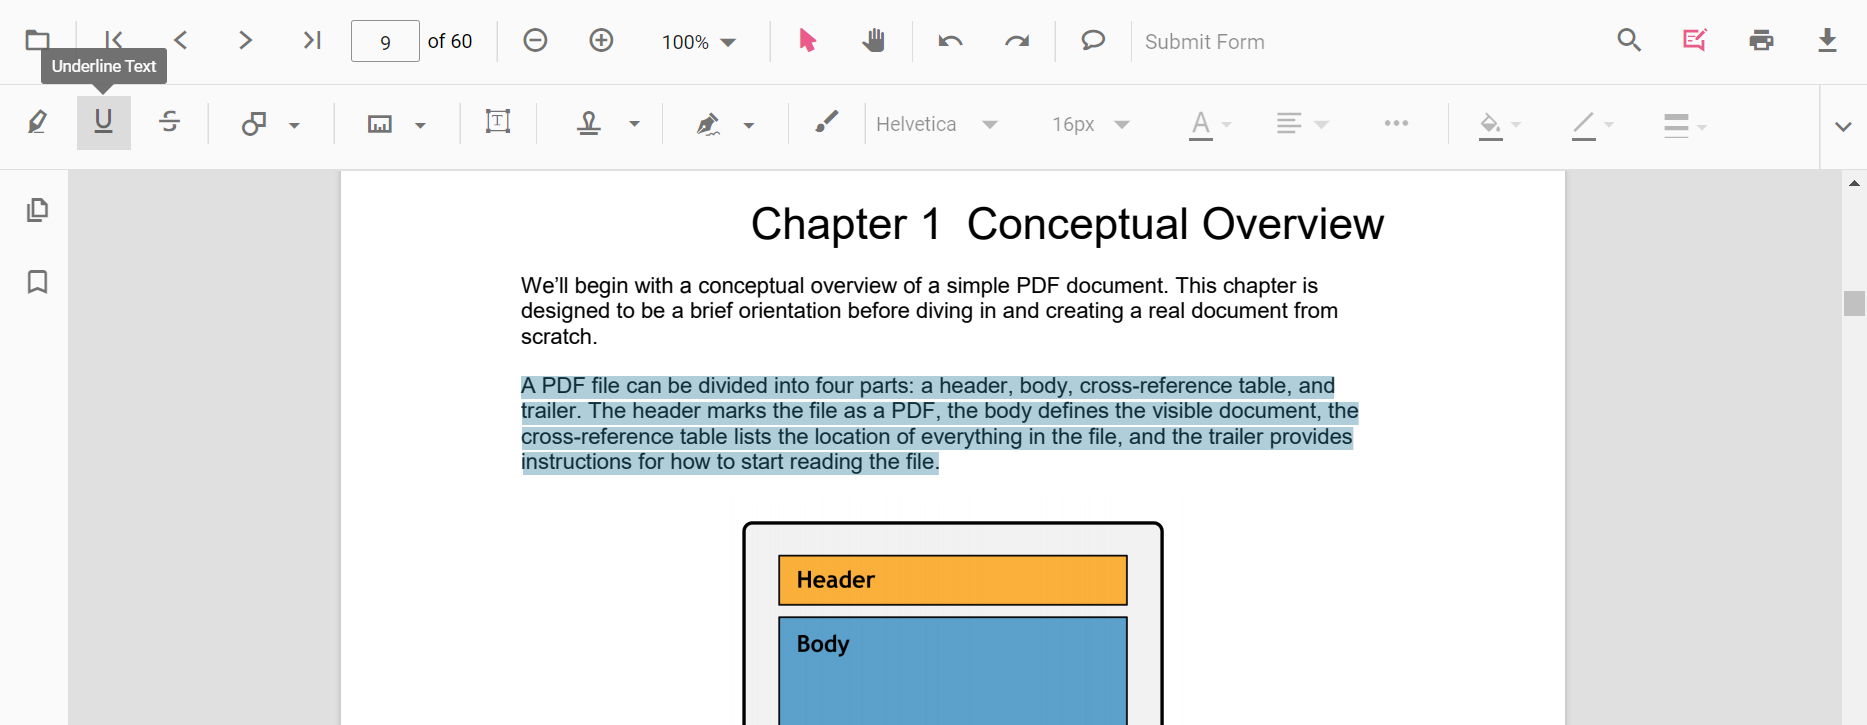 9 of 60 100% Submit Form
Underline Text
Helvetica 16px
Chapter 1 Conceptual Overview
We’ll begin with a conceptual overview of a simple PDF document. This chapter is
designed to be a brief orientation before diving in and creating a real document from
scratch.
A PDF file can be divided into four parts: a header, body, cross-reference table, and
trailer. The header marks the file as a PDF, the body defines the visible document, the
cross-reference table lists the location of everything in the file, and the trailer provides
instructions for how to start reading the file.
Header
Body